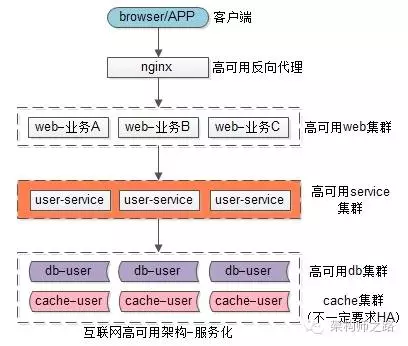 browser/APP 客户端
nginx 高可用反向代理
web-业务A web-业务B web-业务C 高可用web集群
user-service user-service user-service 高可用service
集群
db-user db-user db-user 高可用db集群
cache-user cache-user cache-user cache集群
(不一定要求HA)
互联网高可用架构-服务化 架构师之路